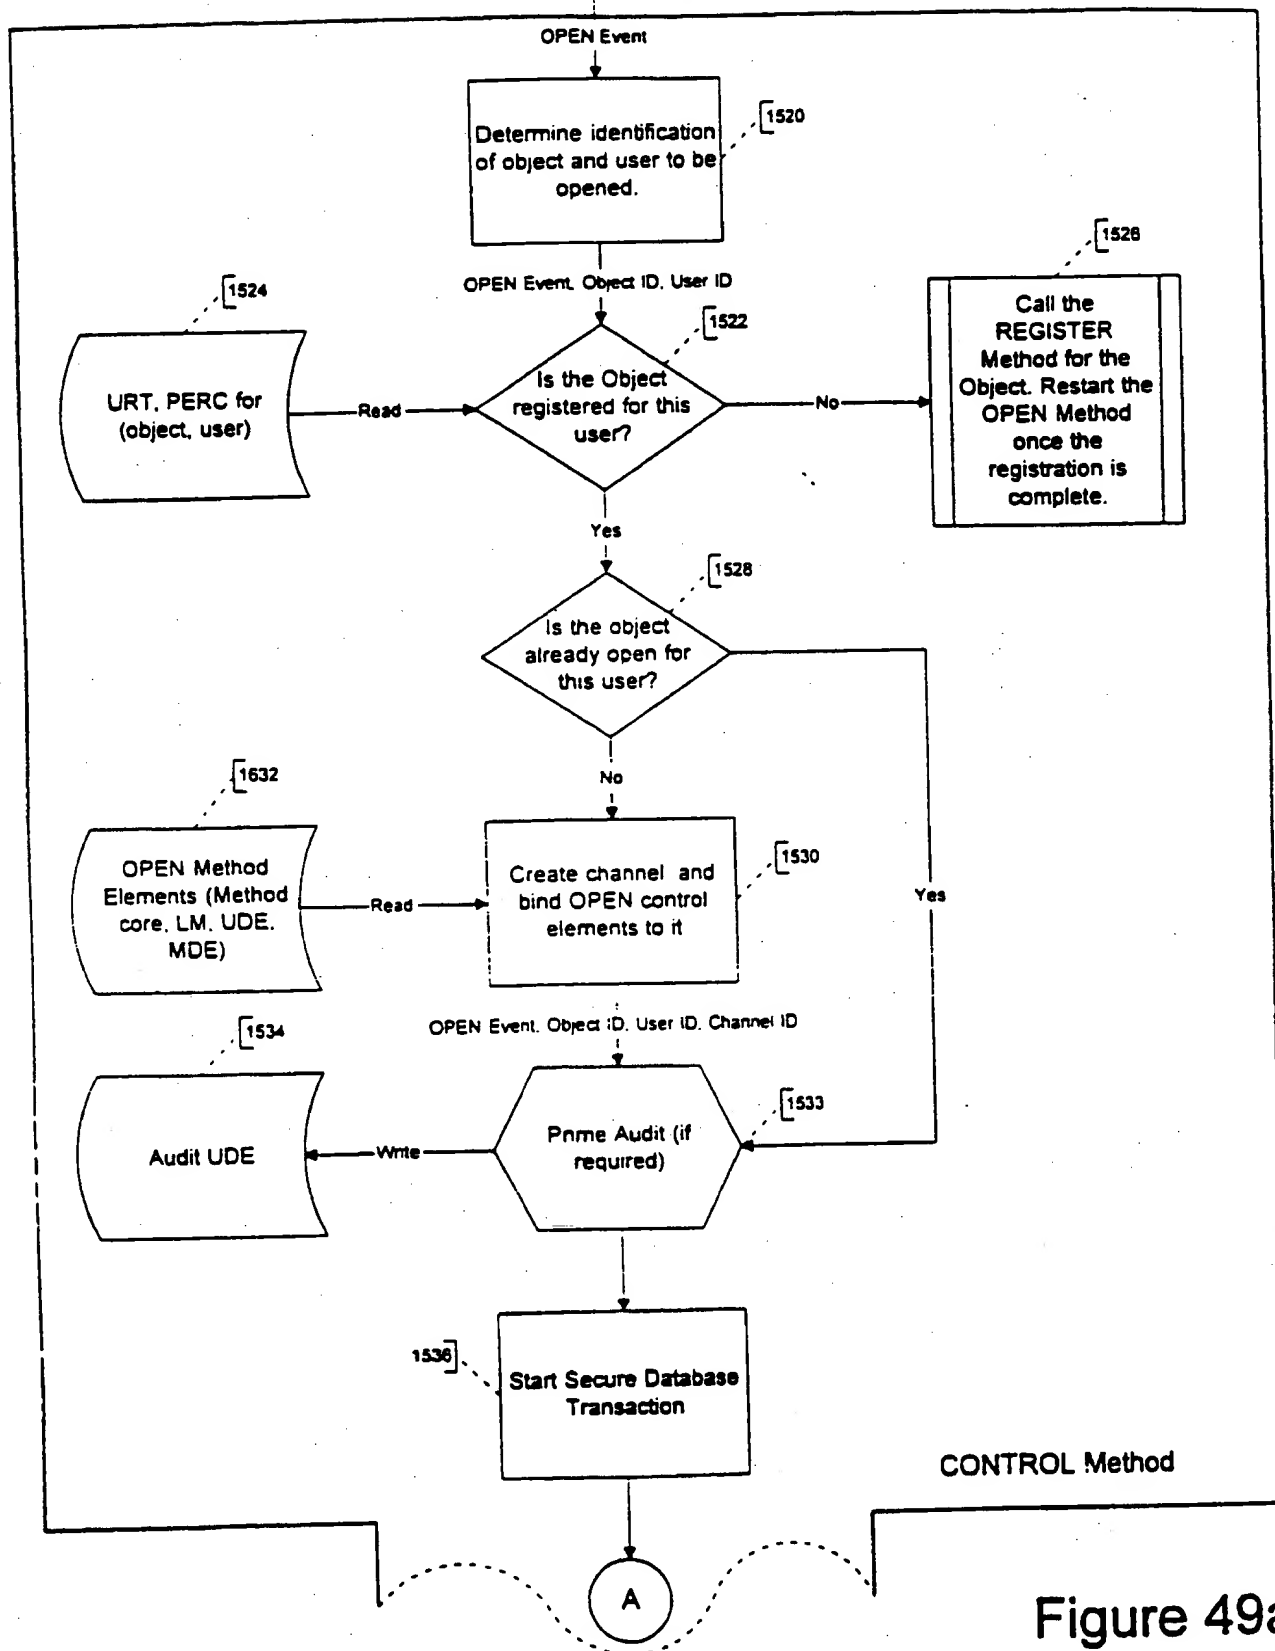 OPEN Event
1520
Determine identification
of object and user to be
opened.
1526
OPEN Event, Object ID, User ID
1524
1522
Call the
REGISTER
Method for the
Object. Restart the
OPEN Method
once the
registration is
complete.
Is the Object
registered for this
user?
URT, PERC for
(object, user)
Read
No
Yes
1528
Is the object
already open for
this user?
1632
No
OPEN Method
Elements (Method
core, LM, UDE,
MDE)
Read
Create channel and
bind OPEN control
elements to it
1530
Yes
OPEN Event, Object ID, User ID, Channel ID
1534
1533
Prime Audit (if
required)
Write
Audit UDE
1536
Start Secure Database
Transaction
CONTROL Method
A
Figure 49a